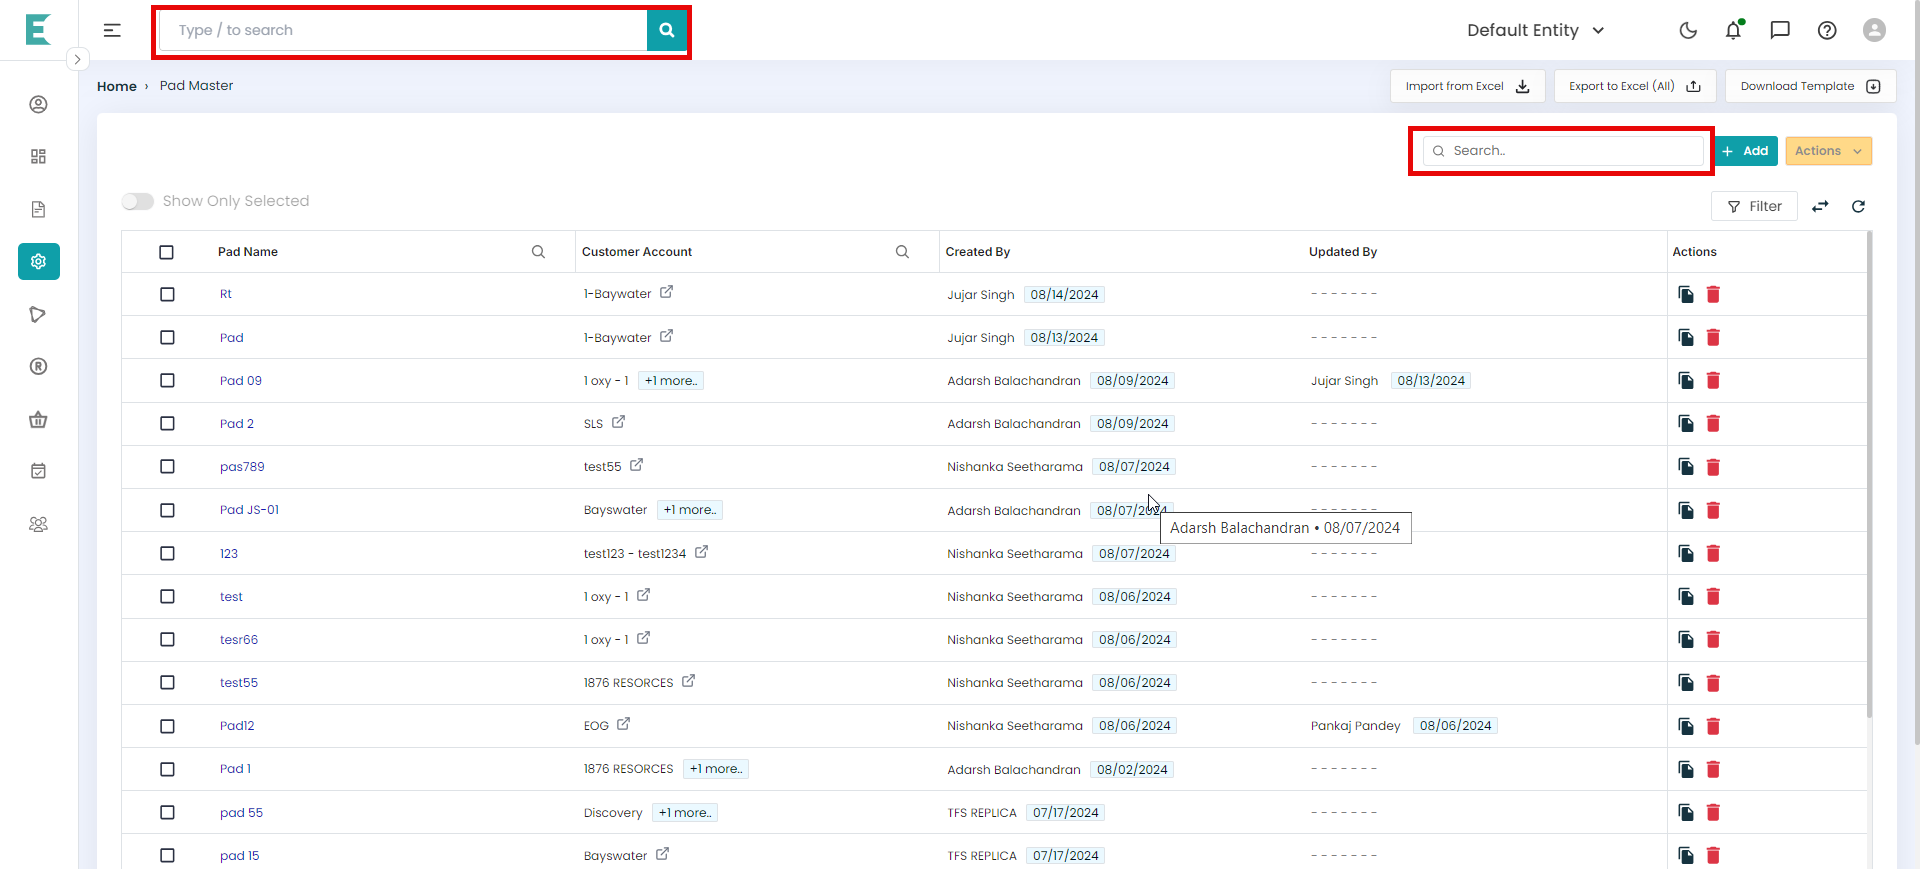 Type / to search
Default Entity
Home › Pad Master
Import from Excel
Export to Excel (All)
Download Template
Search..
+ Add
Actions
Show Only Selected
Filter
Pad Name Customer Account Created By Updated By Actions
Rt 1-Baywater Jujar Singh 08/14/2024 - - - - - - -
Pad 1-Baywater Jujar Singh 08/13/2024 - - - - - - -
Pad 09 1 oxy - 1 +1 more.. Adarsh Balachandran 08/09/2024 Jujar Singh 08/13/2024
Pad 2 SLS Adarsh Balachandran 08/09/2024 - - - - - - -
pas789 test55 Nishanka Seetharama 08/07/2024 - - - - - - -
Pad JS-01 Bayswater +1 more.. Adarsh Balachandran 08/07/2024 - - - - - - -
Adarsh Balachandran • 08/07/2024
123 test123 - test1234 Nishanka Seetharama 08/07/2024 - - - - - - -
test 1 oxy - 1 Nishanka Seetharama 08/06/2024 - - - - - - -
tesr66 1 oxy - 1 Nishanka Seetharama 08/06/2024 - - - - - - -
test55 1876 RESORCES Nishanka Seetharama 08/06/2024 - - - - - - -
Pad12 EOG Nishanka Seetharama 08/06/2024 Pankaj Pandey 08/06/2024
Pad 1 1876 RESORCES +1 more.. Adarsh Balachandran 08/02/2024 - - - - - - -
pad 55 Discovery +1 more.. TFS REPLICA 07/17/2024 - - - - - - -
pad 15 Bayswater TFS REPLICA 07/17/2024 - - - - - - -